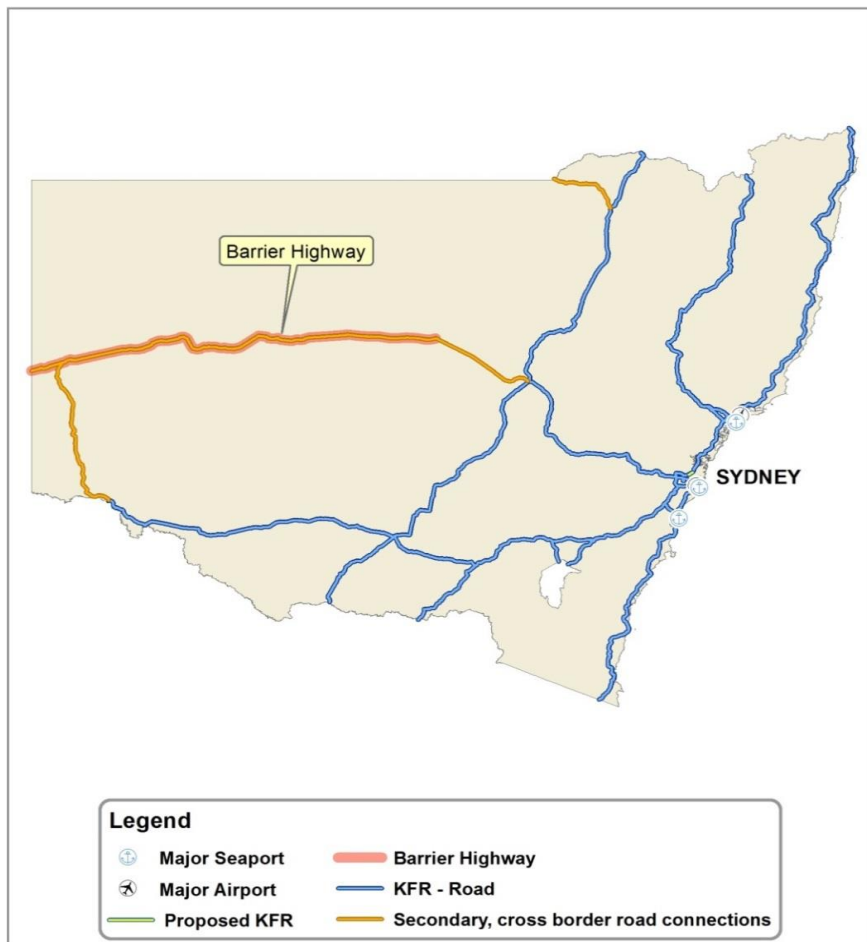 Barrier Highway
SYDNEY
Legend
Major Seaport
Barrier Highway
Major Airport
KFR - Road
Proposed KFR
Secondary, cross border road connections